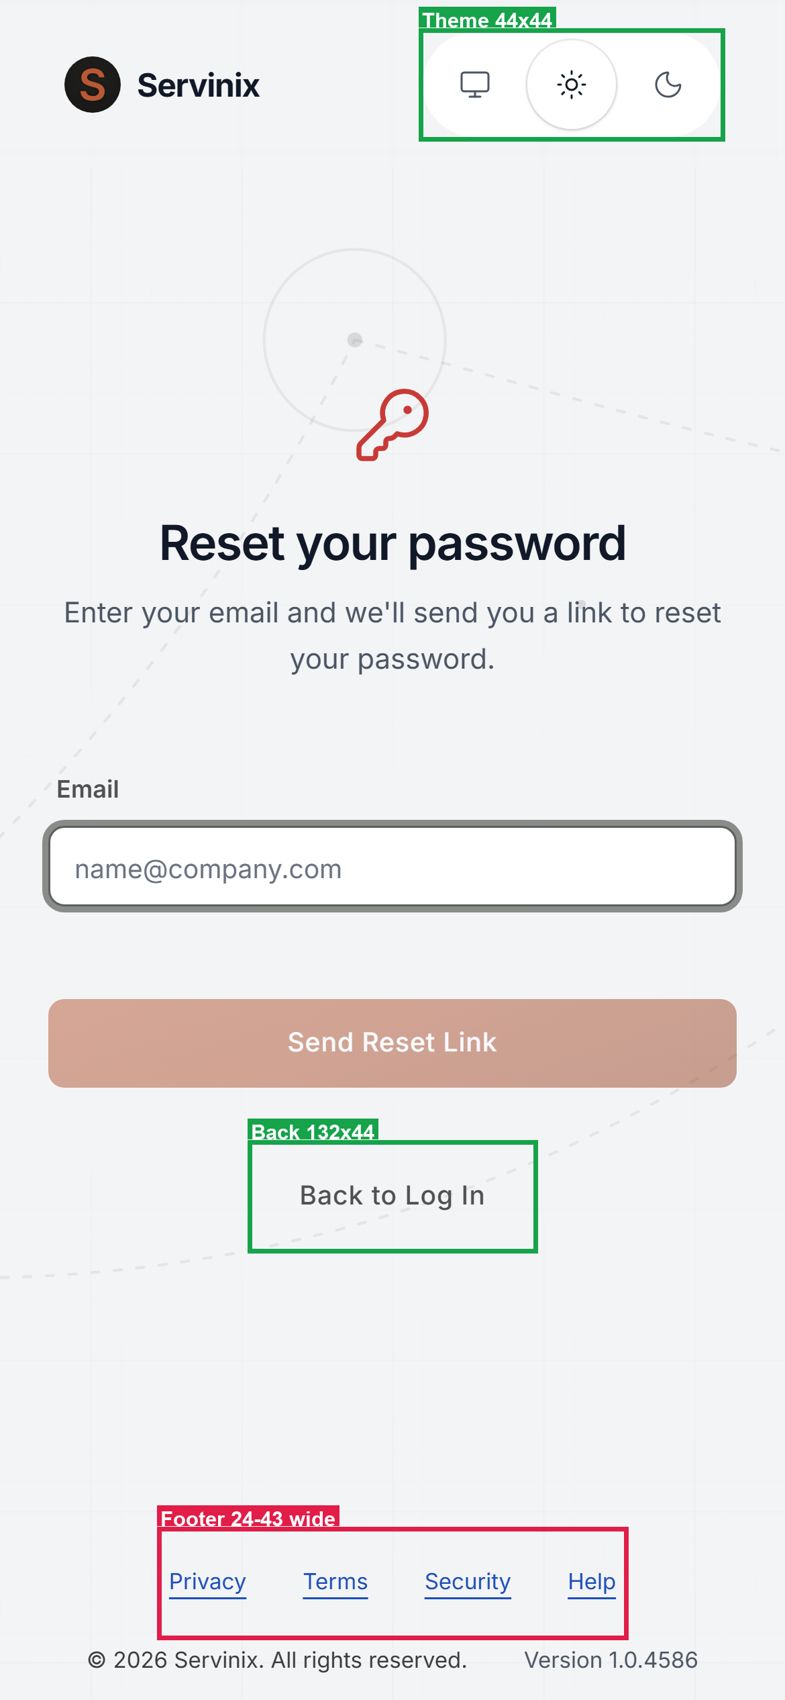 Theme 44x44
S Servinix
Reset your password
Enter your email and we'll send you a link to reset
your password.
Email
name@company.com
Send Reset Link
Back 132x44
Back to Log In
Footer 24-43 wide
Privacy Terms Security Help
© 2026 Servinix. All rights reserved. Version 1.0.4586